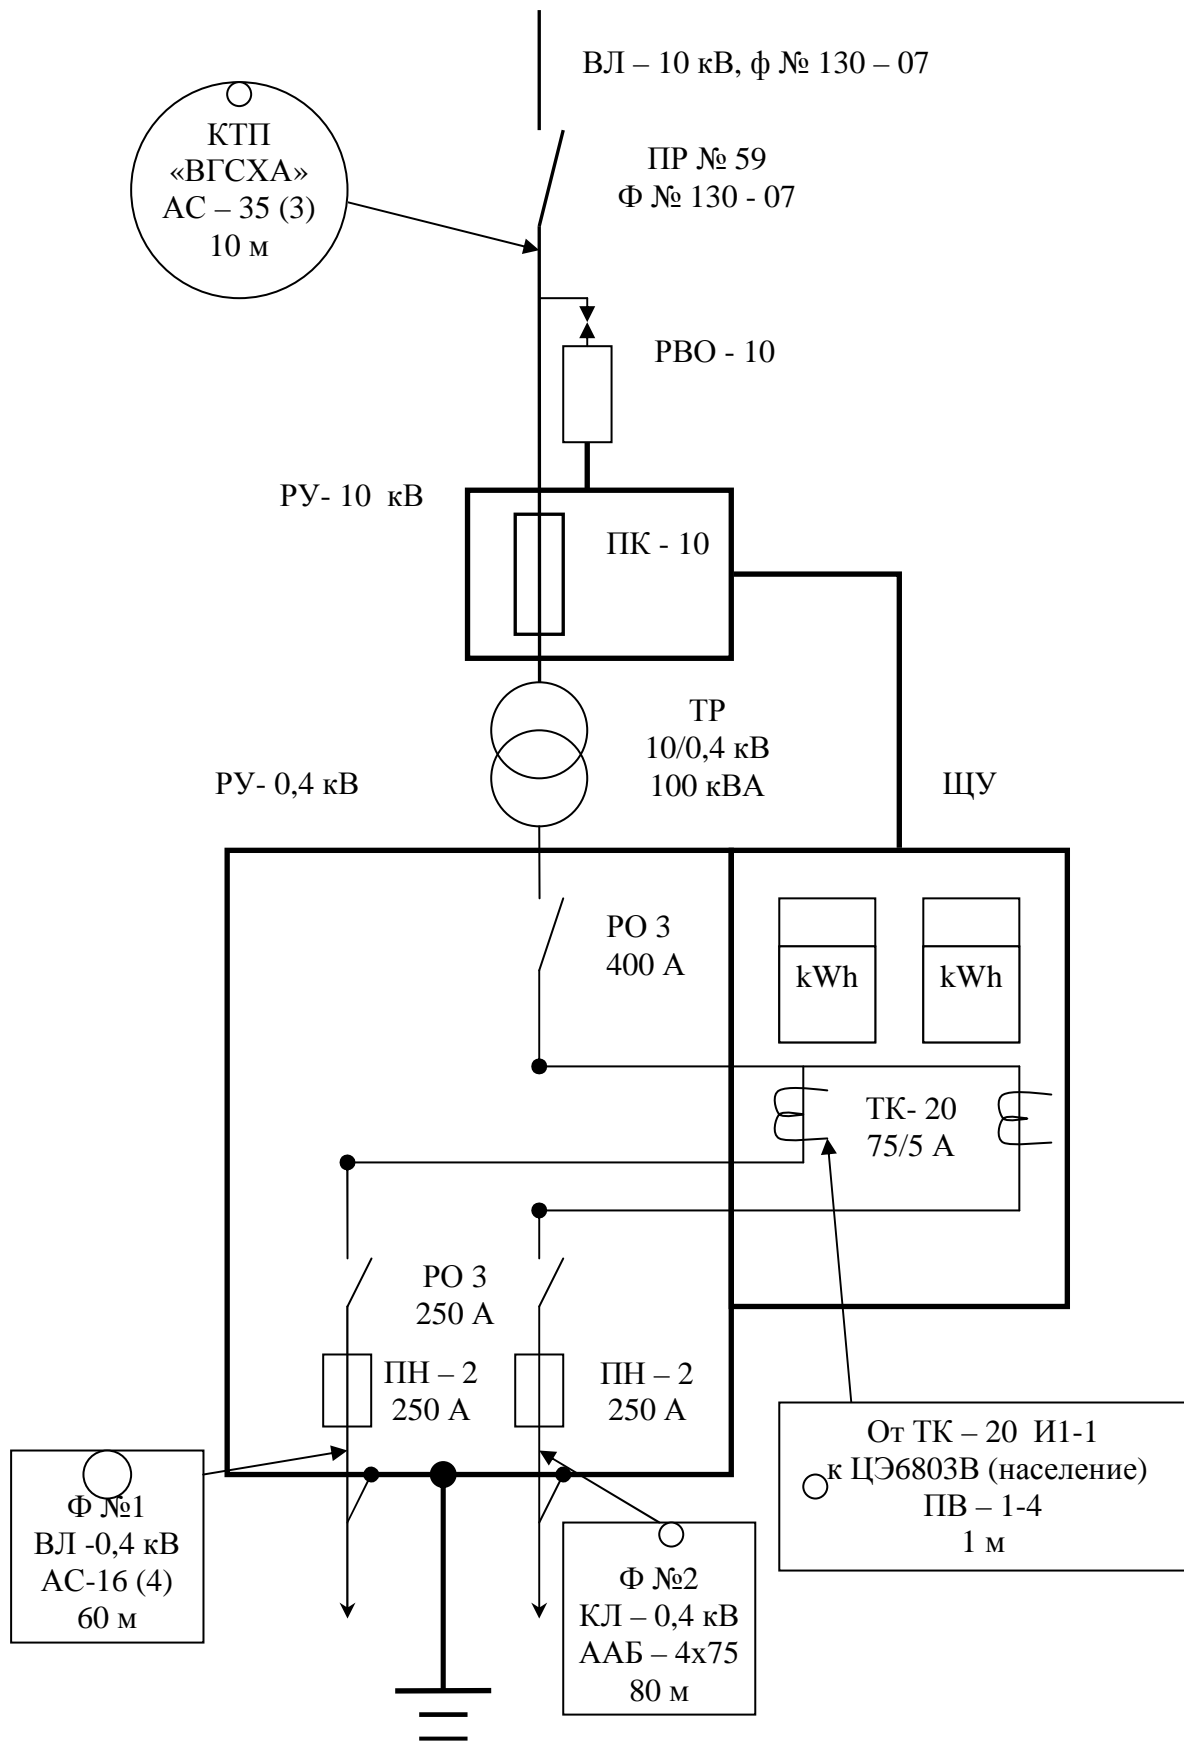 ВЛ – 10 кВ, ф № 130 – 07
КТП
«ВГСХА»
АС – 35 (3)
10 м
ПР № 59
Ф № 130 - 07
РВО - 10
РУ- 10  кВ
ПК - 10
ТР
10/0,4 кВ
100 кВА
РУ- 0,4 кВ
ЩУ
РО 3
400 А
kWh
kWh
ТК- 20
75/5 А
РО 3
250 А
ПН – 2
250 А
ПН – 2
250 А
От ТК – 20  И1-1
к ЦЭ6803В (население)
ПВ – 1-4
1 м
Ф №1
ВЛ -0,4 кВ
АС-16 (4)
60 м
Ф №2
КЛ – 0,4 кВ
ААБ – 4х75
80 м